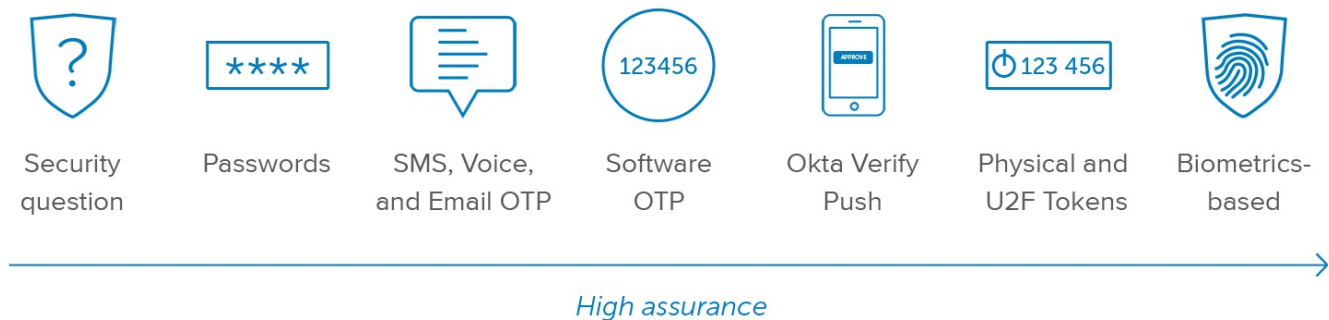 ?
****
123456
APPROVE
123 456
Security
question
Passwords
SMS, Voice,
and Email OTP
Software
OTP
Okta Verify
Push
Physical and
U2F Tokens
Biometrics-
based
High assurance